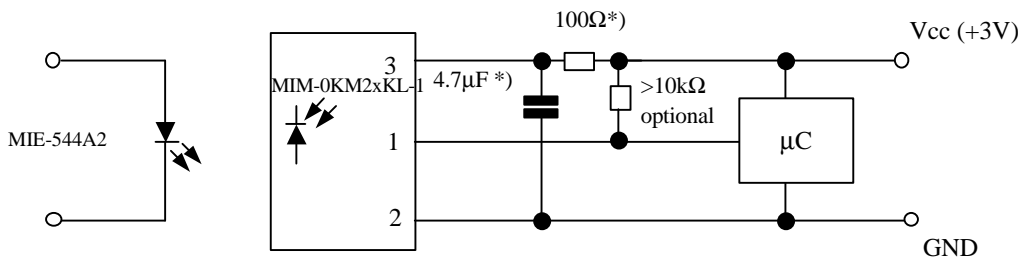 100Ω*)
Vcc (+3V)
3
4.7μF *)
MIM-0KM2xKL-1
>10kΩ
optional
MIE-544A2
1
μC
2
GND